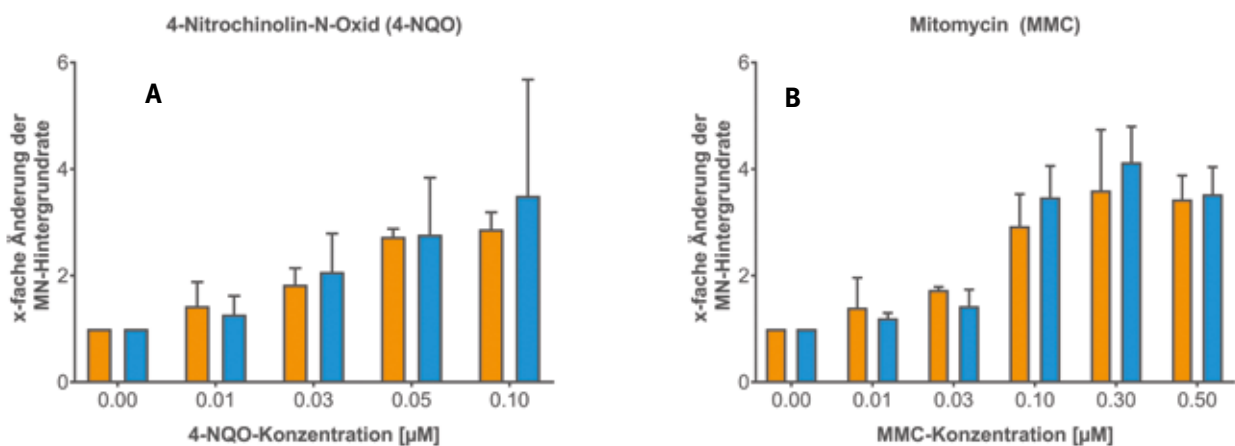 4-Nitrochinolin-N-Oxid (4-NQO)
A
x-fache Änderung der
MN-Hintergrundrate
6
4
2
0
0.00 0.01 0.03 0.05 0.10
4-NQO-Konzentration [µM]
Mitomycin (MMC)
B
x-fache Änderung der
MN-Hintergrundrate
6
4
2
0
0.00 0.01 0.03 0.10 0.30 0.50
MMC-Konzentration [µM]